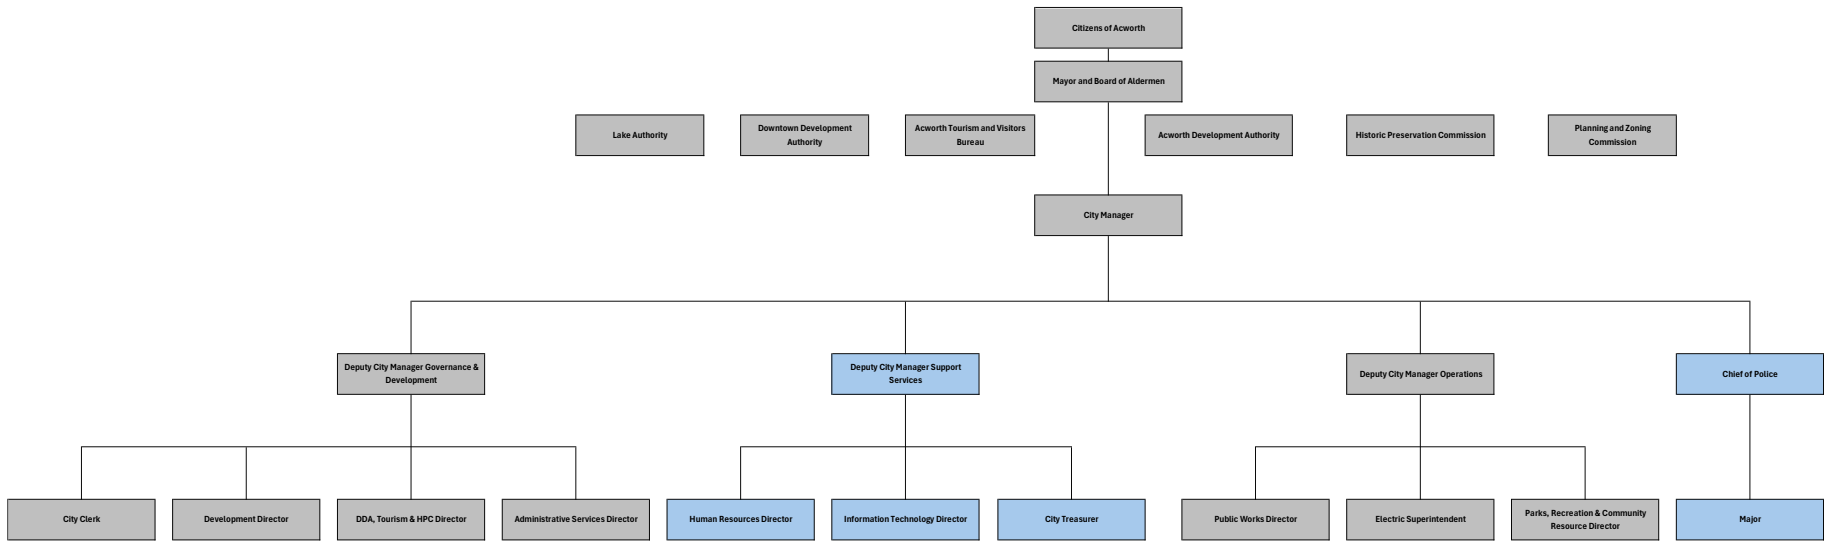 Citizens of Acworth
Mayor and Board of Aldermen
Lake Authority
Downtown Development
Authority
Acworth Tourism and Visitors
Bureau
Acworth Development Authority
Historic Preservation Commission
Planning and Zoning
Commission
City Manager
Deputy City Manager Governance &
Development
Deputy City Manager Support
Services
Deputy City Manager Operations
Chief of Police
City Clerk
Development Director
DDA, Tourism & HPC Director
Administrative Services Director
Human Resources Director
Information Technology Director
City Treasurer
Public Works Director
Electric Superintendent
Parks, Recreation & Community
Resource Director
Major